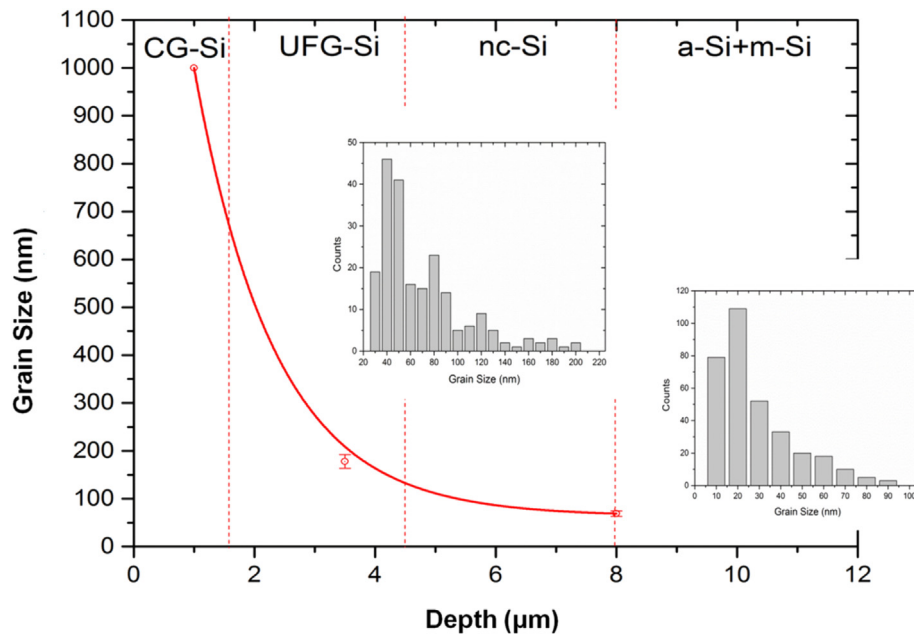 CG-Si UFG-Si nc-Si a-Si+m-Si
1100
1000
900
800
700
600
500
400
300
200
100
0
Grain Size (nm)
0 2 4 6 8 10 12
Depth (μm)
50
40
30
20
10
0
Counts
20 40 60 80 100 120 140 160 180 200 220
Grain Size (nm)
120
100
80
60
40
20
0
Counts
0 10 20 30 40 50 60 70 80 90 100
Grain Size (nm)